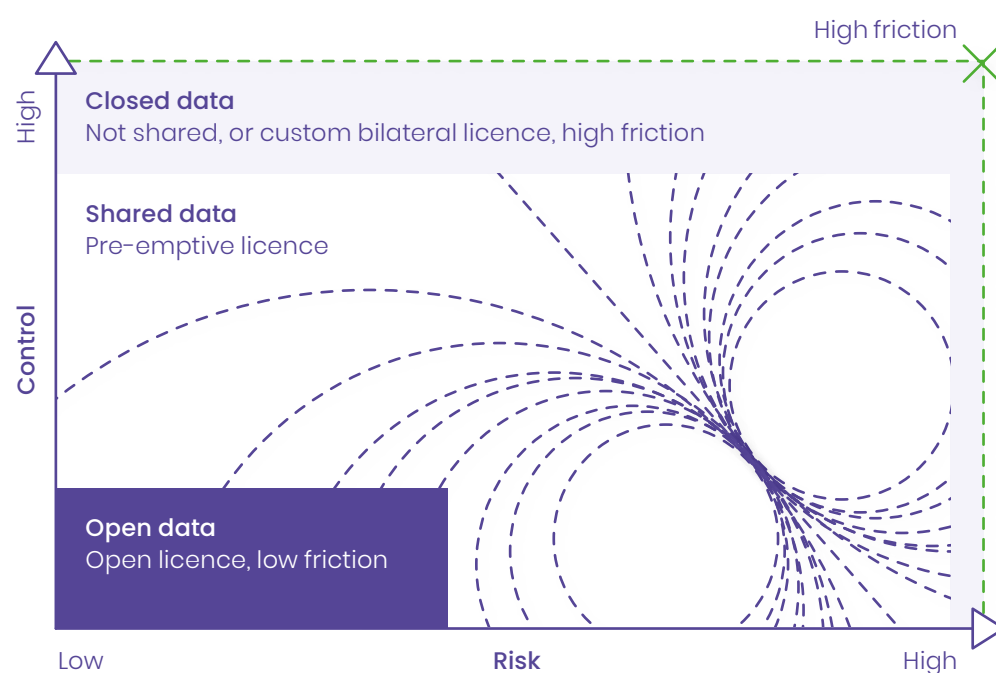 High friction
High
Closed data
Not shared, or custom bilateral licence, high friction
Shared data
Pre-emptive licence
Control
Open data
Open licence, low friction
Low
Risk
High